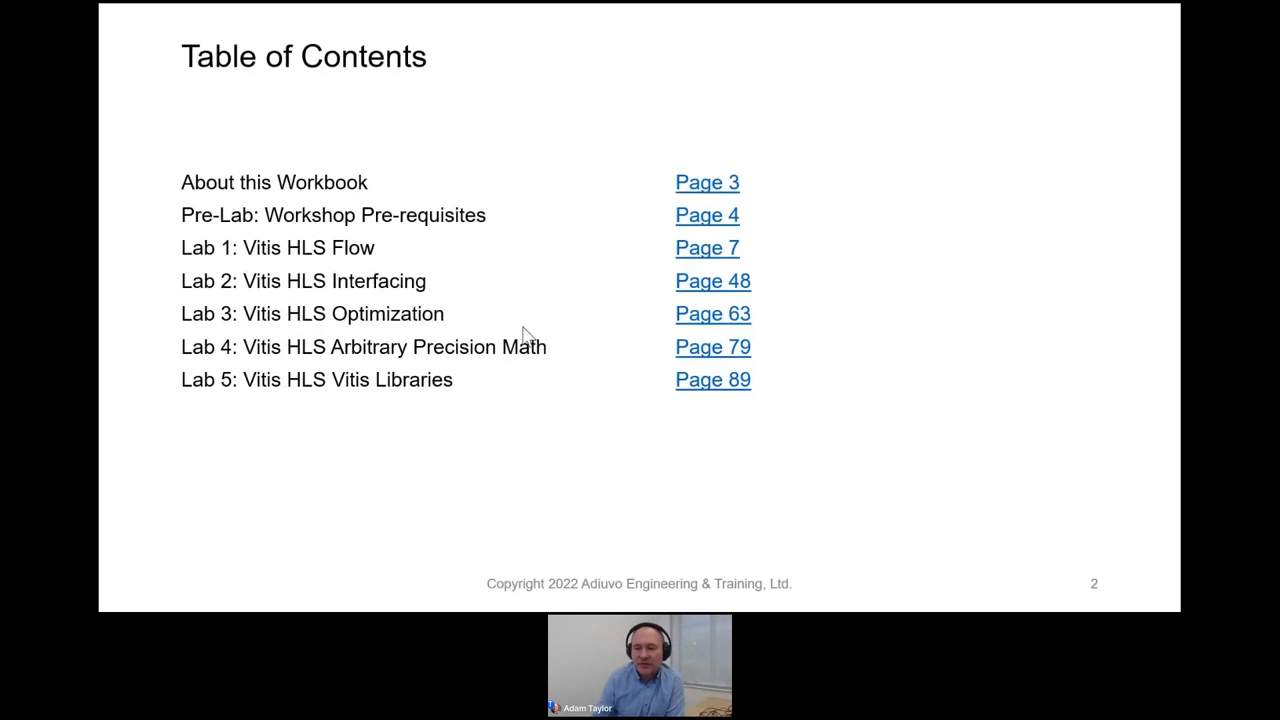 Table of Contents
About this Workbook Page 3
Pre-Lab: Workshop Pre-requisites Page 4
Lab 1: Vitis HLS Flow Page 7
Lab 2: Vitis HLS Interfacing Page 48
Lab 3: Vitis HLS Optimization Page 63
Lab 4: Vitis HLS Arbitrary Precision Math Page 79
Lab 5: Vitis HLS Vitis Libraries Page 89
Copyright 2022 Adiuvo Engineering & Training, Ltd. 2
Adam Taylor